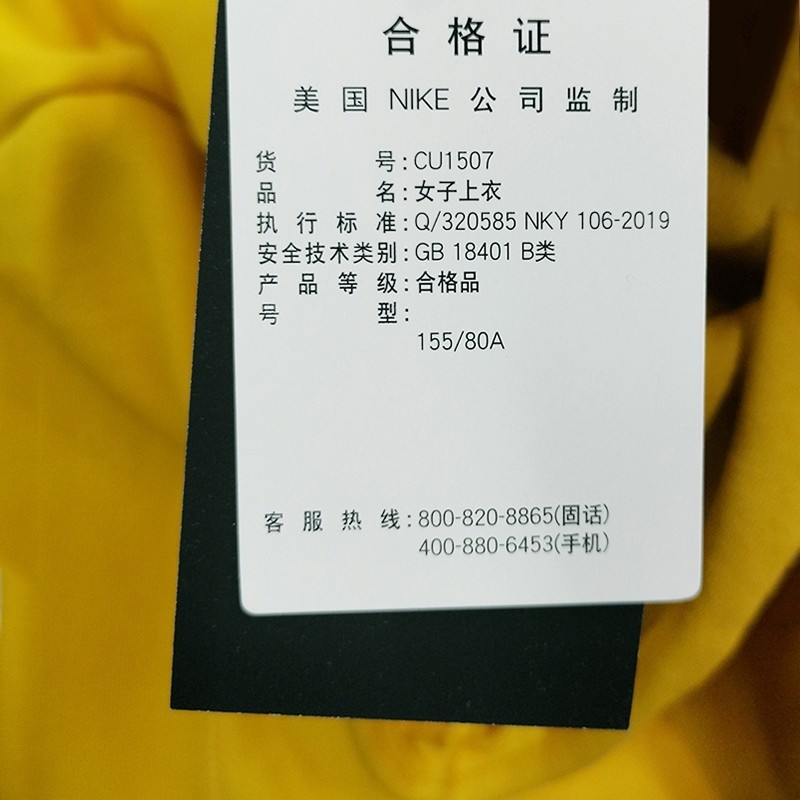 合格证
美国 NIKE 公司监制
货号:CU1507
品名:女子上衣
执行标准:Q/320585 NKY 106-2019
安全技术类别:GB 18401 B类
产品等级:合格品
号型:
155/80A
客服热线:800-820-8865(固话)
400-880-6453(手机)